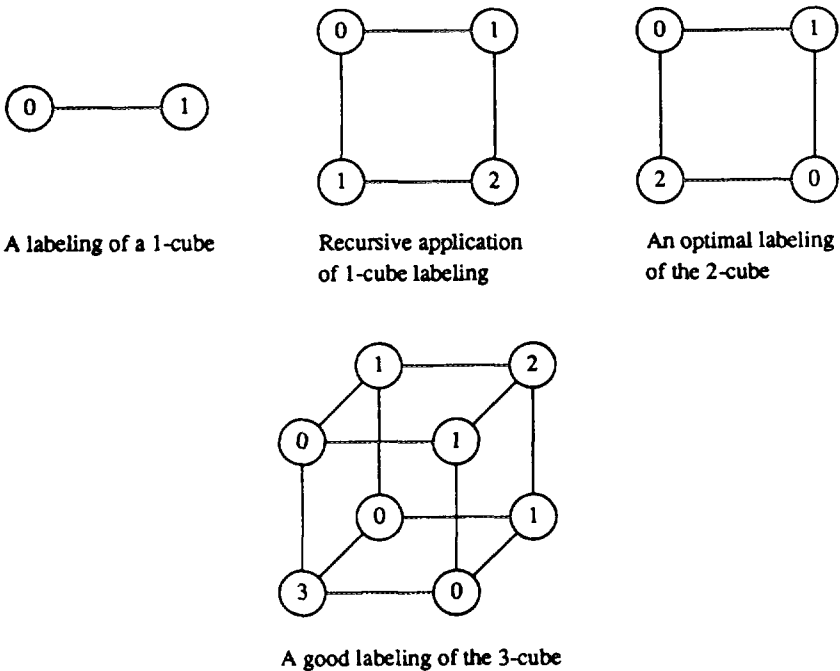 0 1
0 1
1 2
0 1
2 0
A labeling of a 1-cube
Recursive application
of 1-cube labeling
An optimal labeling
of the 2-cube
1 2
0 1
0 1
3 0
A good labeling of the 3-cube